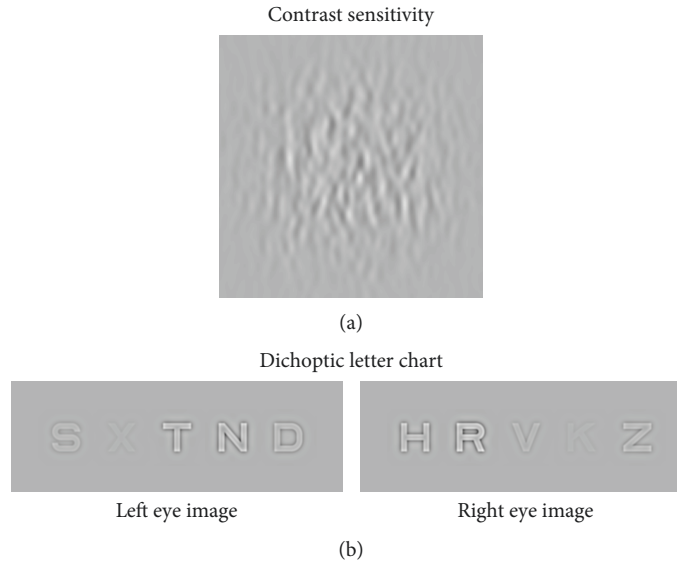 Contrast sensitivity
(a)
Dichoptic letter chart
S X T N D
H R V K Z
Left eye image
Right eye image
(b)